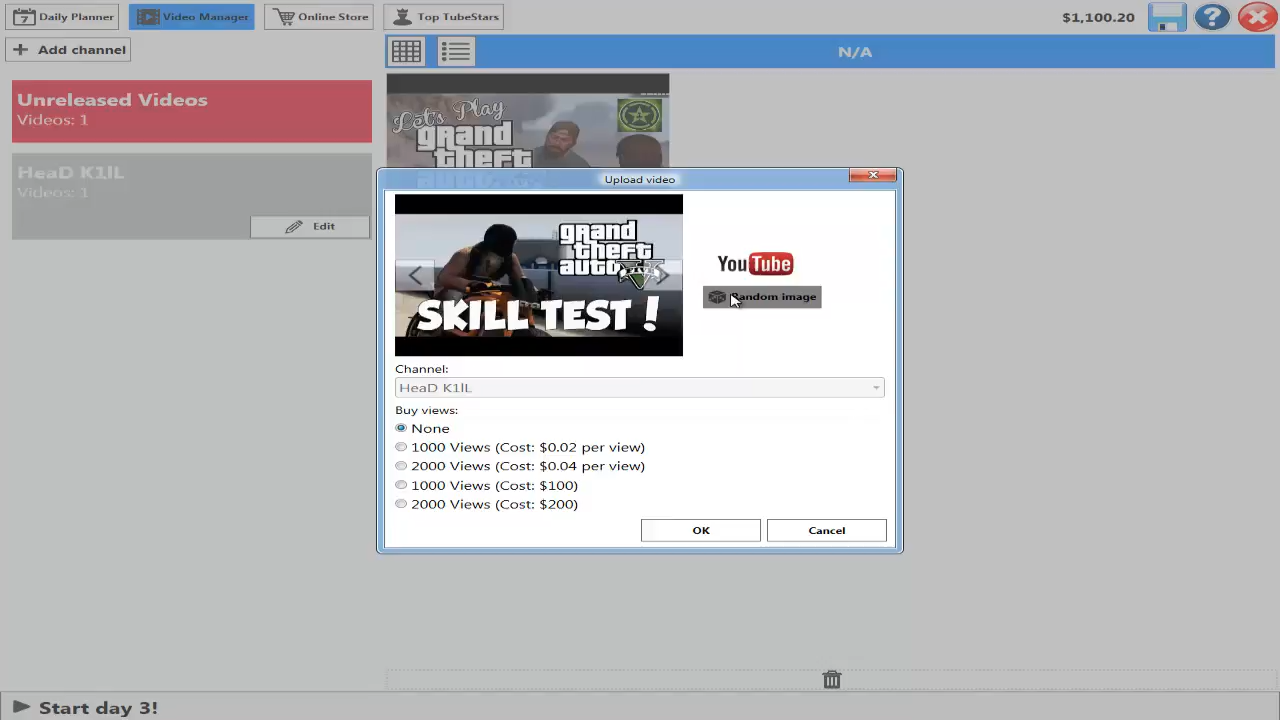 Daily Planner
Video Manager
Online Store
Top TubeStars
$1,100.20
?
+ Add channel
N/A
Unreleased Videos
Videos: 1
HeaD K1lL
Videos: 1
Edit
Let's Play
grand
theft
Upload video
grand
theft
auto
V
SKILL TEST !
YouTube
Random image
Channel:
HeaD K1lL
Buy views:
None
1000 Views (Cost: $0.02 per view)
2000 Views (Cost: $0.04 per view)
1000 Views (Cost: $100)
2000 Views (Cost: $200)
OK
Cancel
Start day 3!